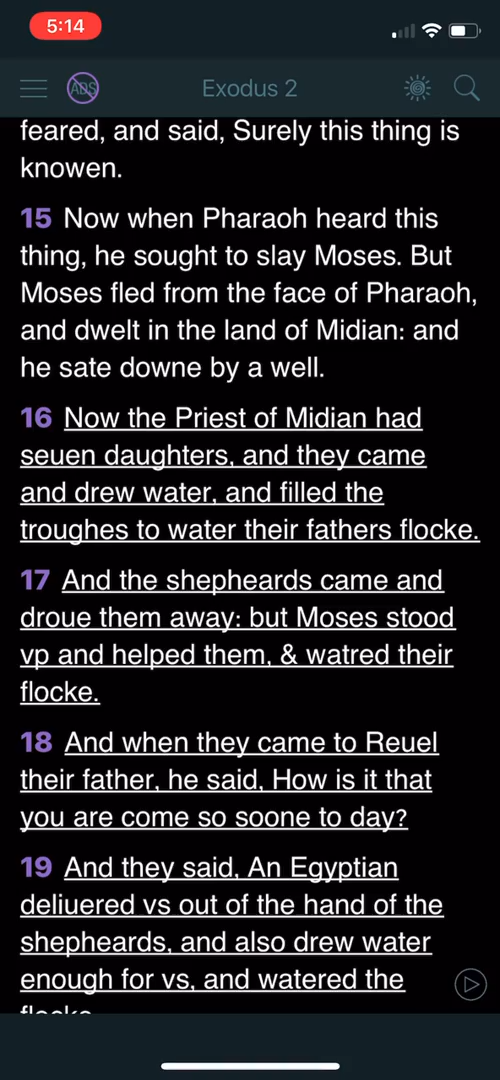 5:14
ADS
Exodus 2
feared, and said, Surely this thing is
knowen.
15 Now when Pharaoh heard this
thing, he sought to slay Moses. But
Moses fled from the face of Pharaoh,
and dwelt in the land of Midian: and
he sate downe by a well.
16 Now the Priest of Midian had
seuen daughters, and they came
and drew water, and filled the
troughes to water their fathers flocke.
17 And the shepheards came and
droue them away: but Moses stood
vp and helped them, & watred their
flocke.
18 And when they came to Reuel
their father, he said, How is it that
you are come so soone to day?
19 And they said, An Egyptian
deliuered vs out of the hand of the
shepheards, and also drew water
enough for vs, and watered the